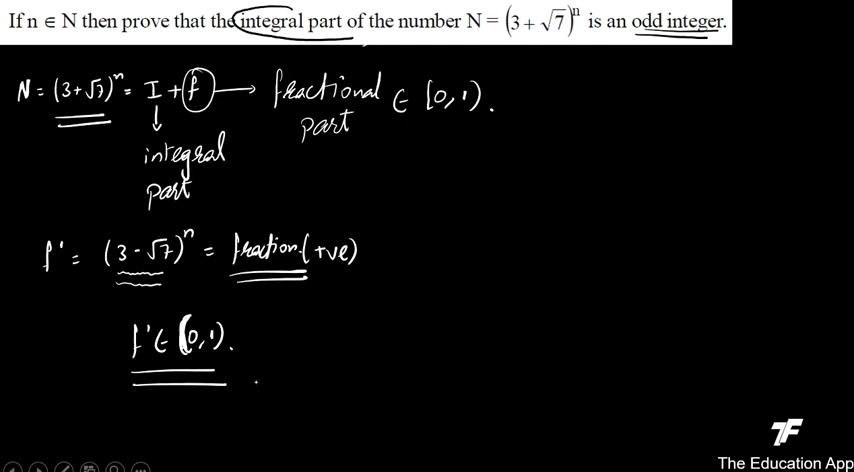 If n ∈ N then prove that the integral part of the number N = (3 + √7)ⁿ is an odd integer.
N = (3+√7)ⁿ = I + f → fractional part ∈ [0,1).
↓
integral
part
f' = (3 - √7)ⁿ = fraction (+ve)
f' ∈ (0,1).
The Education App